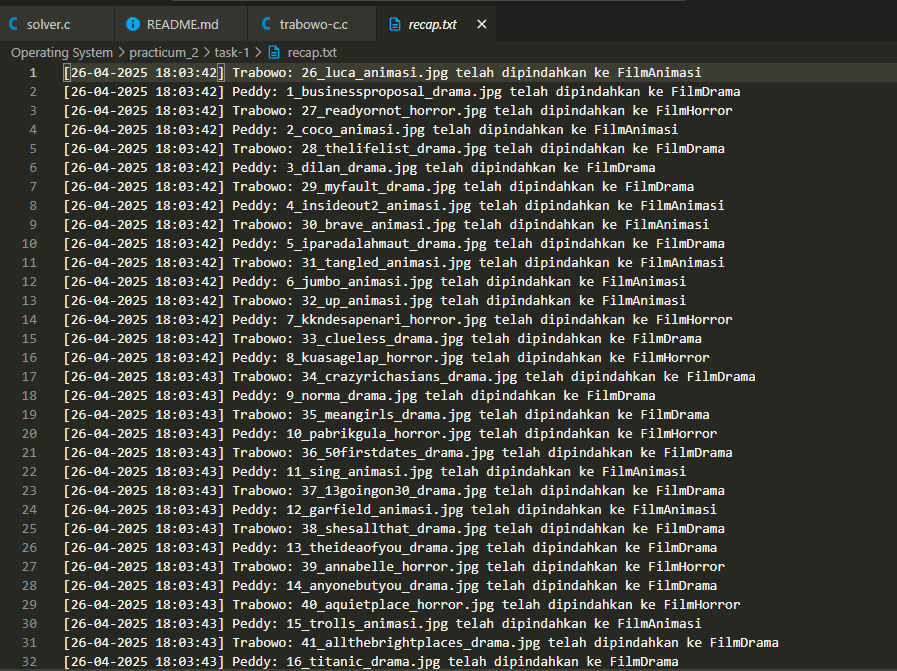 solver.c README.md trabowo-c.c recap.txt
Operating System > practicum_2 > task-1 > recap.txt
1 [26-04-2025 18:03:42] Trabowo: 26_luca_animasi.jpg telah dipindahkan ke FilmAnimasi
2 [26-04-2025 18:03:42] Peddy: 1_businessproposal_drama.jpg telah dipindahkan ke FilmDrama
3 [26-04-2025 18:03:42] Trabowo: 27_readyornot_horror.jpg telah dipindahkan ke FilmHorror
4 [26-04-2025 18:03:42] Peddy: 2_coco_animasi.jpg telah dipindahkan ke FilmAnimasi
5 [26-04-2025 18:03:42] Trabowo: 28_thelifelist_drama.jpg telah dipindahkan ke FilmDrama
6 [26-04-2025 18:03:42] Peddy: 3_dilan_drama.jpg telah dipindahkan ke FilmDrama
7 [26-04-2025 18:03:42] Trabowo: 29_myfault_drama.jpg telah dipindahkan ke FilmDrama
8 [26-04-2025 18:03:42] Peddy: 4_insideout2_animasi.jpg telah dipindahkan ke FilmAnimasi
9 [26-04-2025 18:03:42] Trabowo: 30_brave_animasi.jpg telah dipindahkan ke FilmAnimasi
10 [26-04-2025 18:03:42] Peddy: 5_iparadalahmaut_drama.jpg telah dipindahkan ke FilmDrama
11 [26-04-2025 18:03:42] Trabowo: 31_tangled_animasi.jpg telah dipindahkan ke FilmAnimasi
12 [26-04-2025 18:03:42] Peddy: 6_jumbo_animasi.jpg telah dipindahkan ke FilmAnimasi
13 [26-04-2025 18:03:42] Trabowo: 32_up_animasi.jpg telah dipindahkan ke FilmAnimasi
14 [26-04-2025 18:03:42] Peddy: 7_kkndesapenari_horror.jpg telah dipindahkan ke FilmHorror
15 [26-04-2025 18:03:42] Trabowo: 33_clueless_drama.jpg telah dipindahkan ke FilmDrama
16 [26-04-2025 18:03:42] Peddy: 8_kuasagelap_horror.jpg telah dipindahkan ke FilmHorror
17 [26-04-2025 18:03:43] Trabowo: 34_crazyrichasians_drama.jpg telah dipindahkan ke FilmDrama
18 [26-04-2025 18:03:43] Peddy: 9_norma_drama.jpg telah dipindahkan ke FilmDrama
19 [26-04-2025 18:03:43] Trabowo: 35_meangirls_drama.jpg telah dipindahkan ke FilmDrama
20 [26-04-2025 18:03:43] Peddy: 10_pabrikgula_horror.jpg telah dipindahkan ke FilmHorror
21 [26-04-2025 18:03:43] Trabowo: 36_50firstdates_drama.jpg telah dipindahkan ke FilmDrama
22 [26-04-2025 18:03:43] Peddy: 11_sing_animasi.jpg telah dipindahkan ke FilmAnimasi
23 [26-04-2025 18:03:43] Trabowo: 37_13goingon30_drama.jpg telah dipindahkan ke FilmDrama
24 [26-04-2025 18:03:43] Peddy: 12_garfield_animasi.jpg telah dipindahkan ke FilmAnimasi
25 [26-04-2025 18:03:43] Trabowo: 38_shesallthat_drama.jpg telah dipindahkan ke FilmDrama
26 [26-04-2025 18:03:43] Peddy: 13_theideaofyou_drama.jpg telah dipindahkan ke FilmDrama
27 [26-04-2025 18:03:43] Trabowo: 39_annabelle_horror.jpg telah dipindahkan ke FilmHorror
28 [26-04-2025 18:03:43] Peddy: 14_anyonebutyou_drama.jpg telah dipindahkan ke FilmDrama
29 [26-04-2025 18:03:43] Trabowo: 40_aquietplace_horror.jpg telah dipindahkan ke FilmHorror
30 [26-04-2025 18:03:43] Peddy: 15_trolls_animasi.jpg telah dipindahkan ke FilmAnimasi
31 [26-04-2025 18:03:43] Trabowo: 41_allthebrightplaces_drama.jpg telah dipindahkan ke FilmDrama
32 [26-04-2025 18:03:43] Peddy: 16_titanic_drama.jpg telah dipindahkan ke FilmDrama